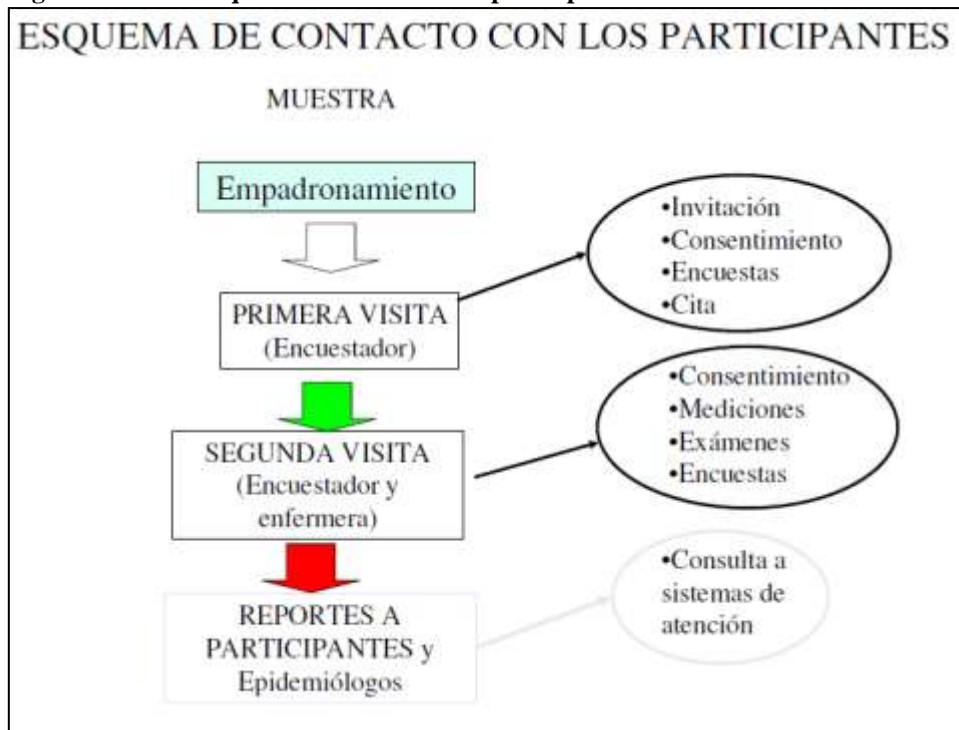 ESQUEMA DE CONTACTO CON LOS PARTICIPANTES
MUESTRA
Empadronamiento
•Invitación
•Consentimiento
•Encuestas
•Cita
PRIMERA VISITA
(Encuestador)
•Consentimiento
•Mediciones
•Exámenes
•Encuestas
SEGUNDA VISITA
(Encuestador y
enfermera)
•Consulta a
sistemas de
atención
REPORTES A
PARTICIPANTES y
Epidemiólogos